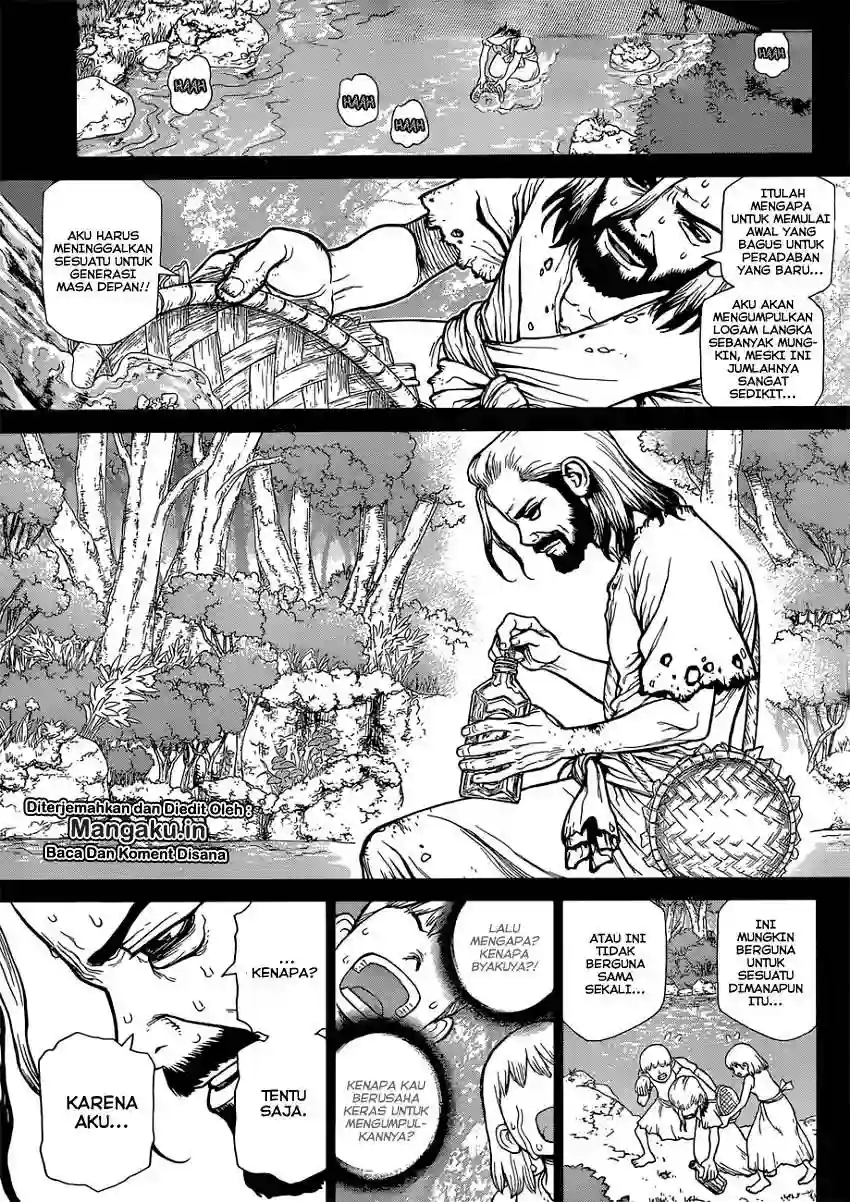 HAAH
HAAH
HAAH
HAAH
ITULAH
MENGAPA
UNTUK MEMULAI
AWAL YANG
BAGUS UNTUK
PERADABAN
YANG BARU...
AKU AKAN
MENGUMPULKAN
LOGAM LANGKA
SEBANYAK MUNG-
KIN, MESKI INI
JUMLAHNYA
SANGAT
SEDIKIT...
AKU HARUS
MENINGGALKAN
SESUATU UNTUK
GENERASI
MASA DEPAN!!
Diterjemahkan dan Diedit Oleh :
Mangaku.in
Baca Dan Koment Disana
INI
MUNGKIN
BERGUNA
UNTUK
SESUATU
DIMANAPUN
ITU...
ATAU INI
TIDAK
BERGUNA
SAMA
SEKALI...
LALU
MENGAPA?
KENAPA
BYAKUYA?!
KENAPA KAU
BERUSAHA
KERAS UNTUK
MENGUMPUL-
KANNYA?
...
KENAPA?
TENTU
SAJA.
KARENA
AKU...